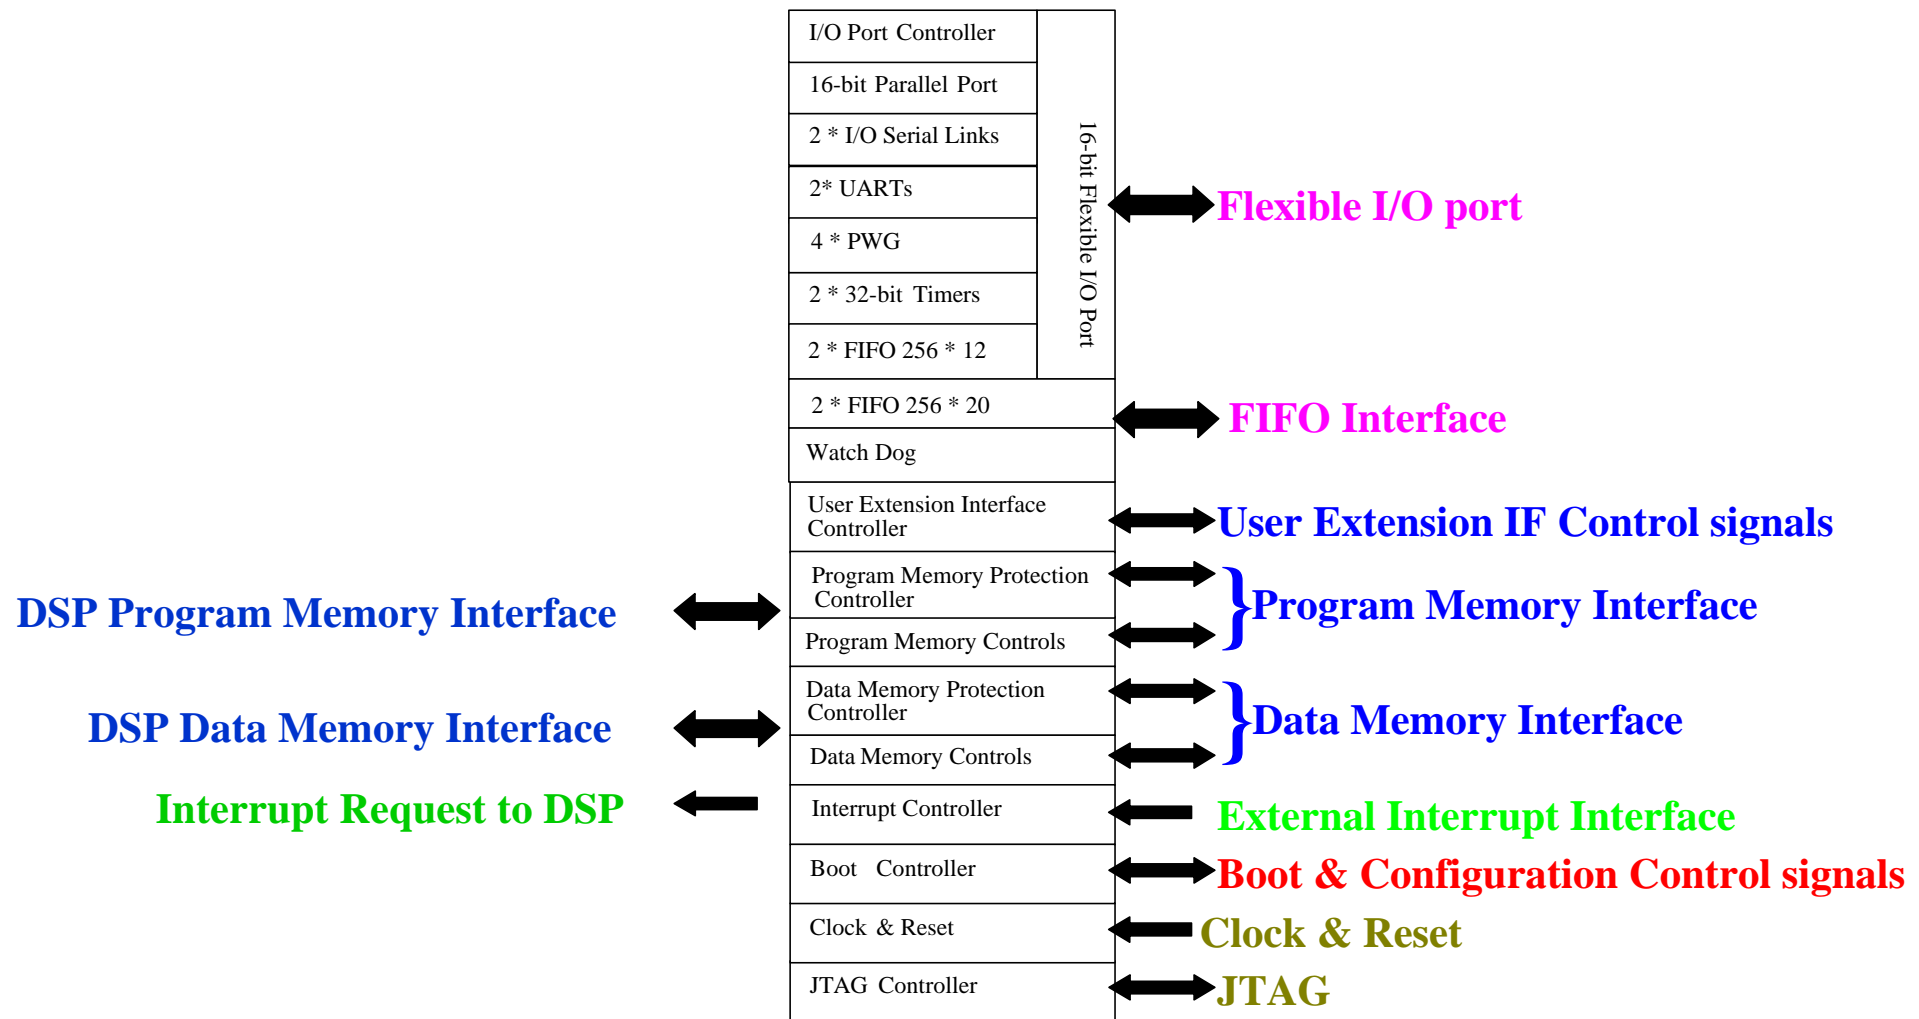 I/O Port Controller
16-bit Parallel Port
2 * I/O Serial Links
2* UARTs
4 * PWG
2 * 32-bit Timers
2 * FIFO 256 * 12
16-bit Flexible I/O Port
Flexible I/O port
2 * FIFO 256 * 20
FIFO Interface
Watch Dog
User Extension Interface
Controller
User Extension IF Control signals
DSP Program Memory Interface
Program Memory Protection
Controller
Program Memory Controls
}Program Memory Interface
DSP Data Memory Interface
Data Memory Protection
Controller
Data Memory Controls
}Data Memory Interface
Interrupt Request to DSP
Interrupt Controller
External Interrupt Interface
Boot Controller
Boot & Configuration Control signals
Clock & Reset
Clock & Reset
JTAG Controller
JTAG